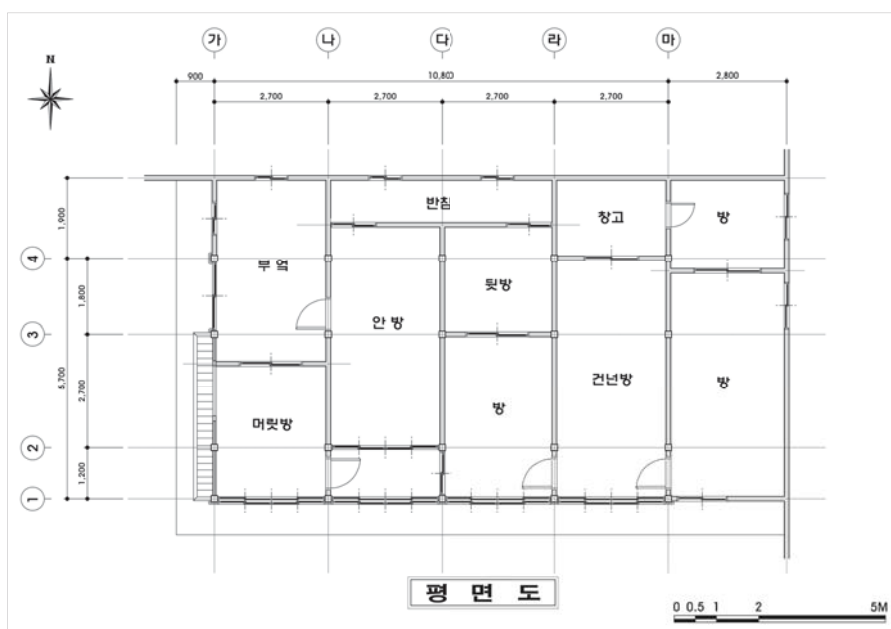 가 나 다 라 마
N
900 10,800 2,800
2,700 2,700 2,700 2,700
반침
창고 방
1,900
4
부엌 뒷방
1,800
안방
3
5,700
건넌방 방
2,700
방
머릿방
2
1,200
1
평면도
0 0.5 1 2 5M